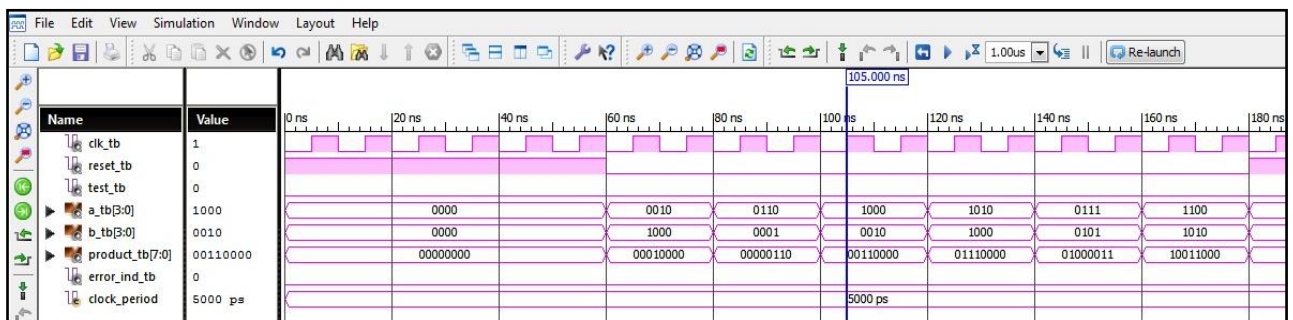 File Edit View Simulation Window Layout Help
1.00us Re-launch
105.000 ns
Name Value 0 ns 20 ns 40 ns 60 ns 80 ns 100 ns 120 ns 140 ns 160 ns 180 ns
clk_tb 1
reset_tb 0
test_tb 0
a_tb[3:0] 1000 0000 0010 0110 1000 1010 0111 1100
b_tb[3:0] 0010 0000 1000 0001 0010 1000 0101 1010
product_tb[7:0] 00110000 00000000 00010000 00000110 00110000 01110000 01000011 10011000
error_ind_tb 0
clock_period 5000 ps 5000 ps